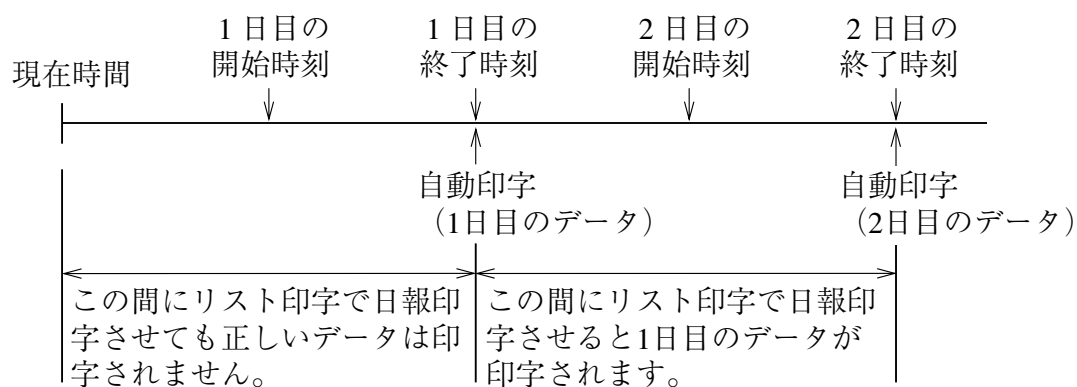 現在時間
1日目の
開始時刻
1日目の
終了時刻
2日目の
開始時刻
2日目の
終了時刻
自動印字
（1日目のデータ）
自動印字
（2日目のデータ）
この間にリスト印字で日報印
字させても正しいデータは印
字されません。
この間にリスト印字で日報印
字させると1日目のデータが
印字されます。